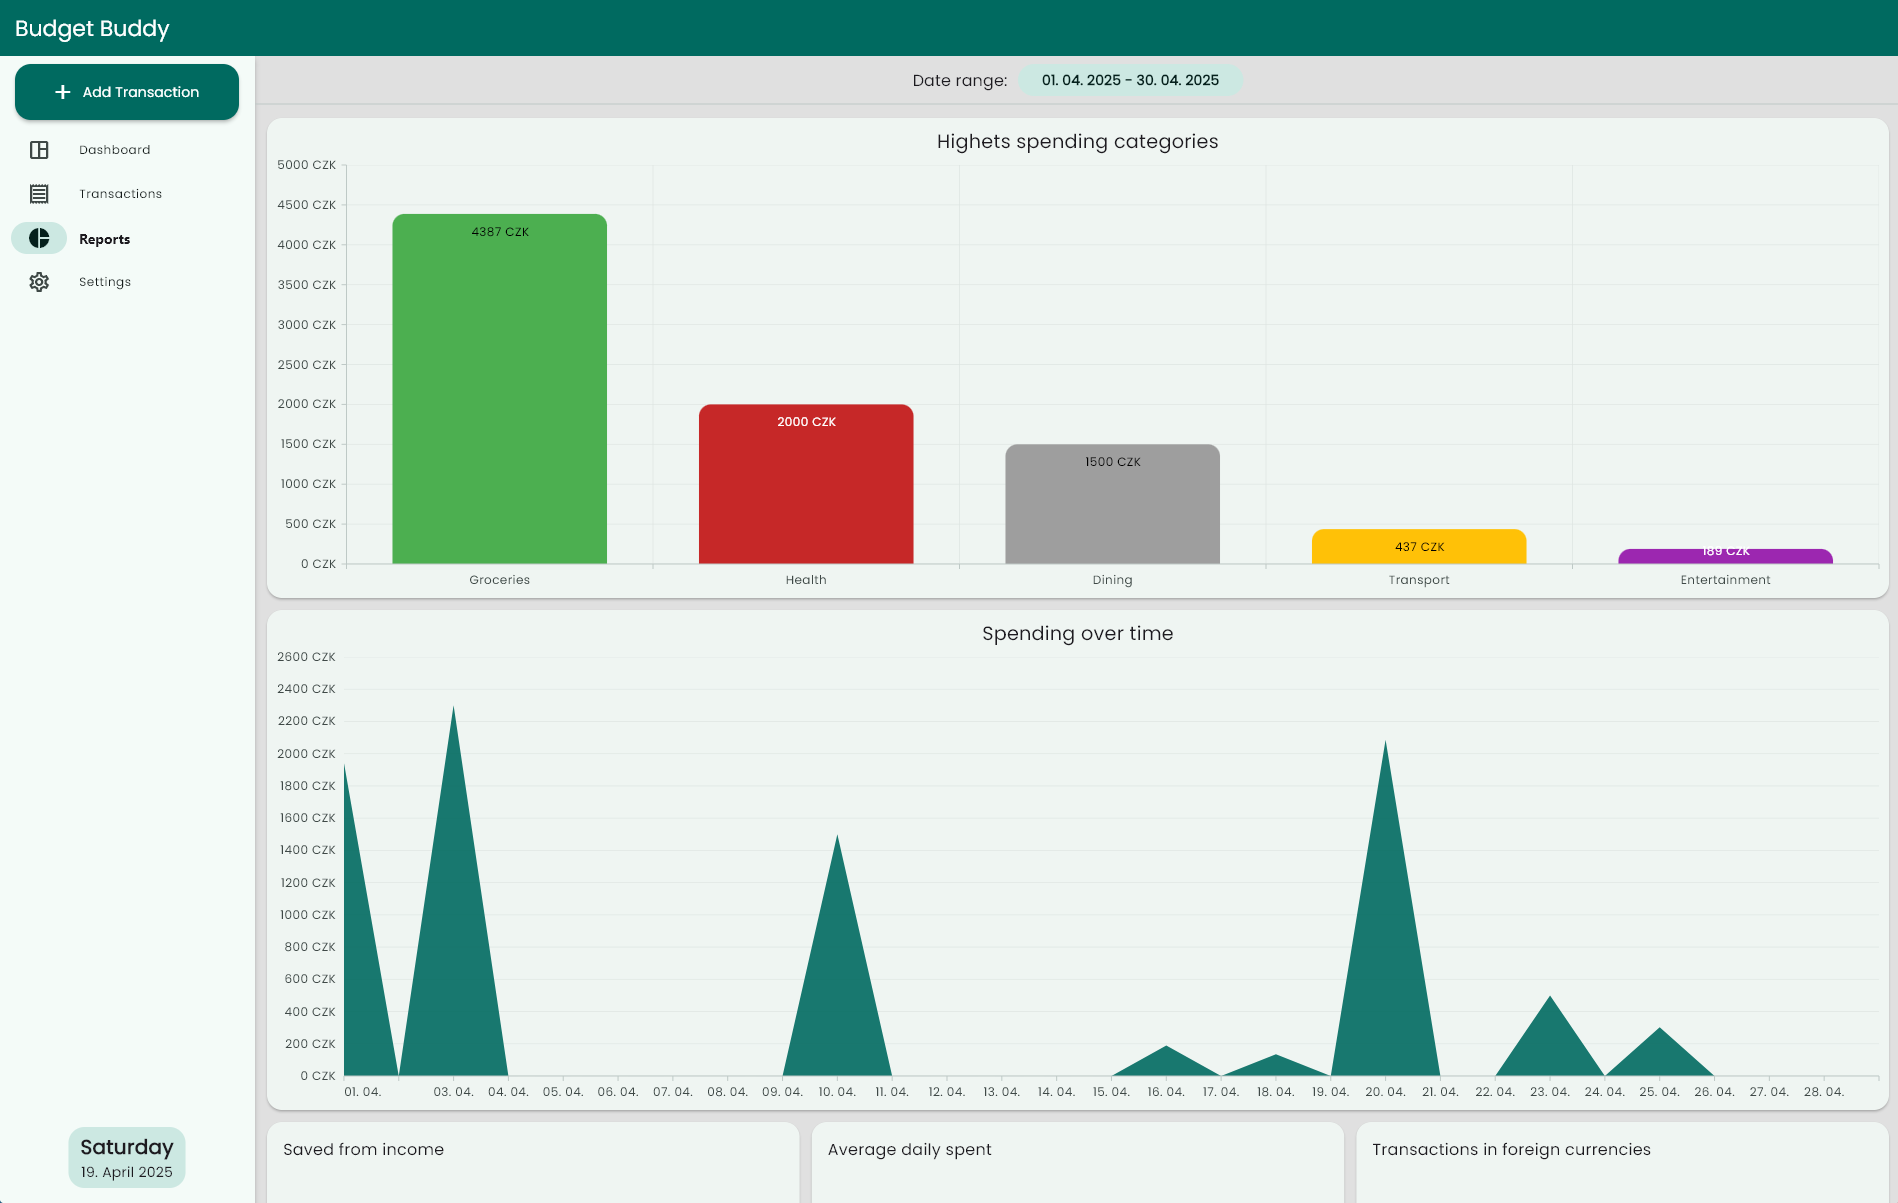 Budget Buddy
Add Transaction
Dashboard
Transactions
Reports
Settings
Saturday
19. April 2025
Date range: 01. 04. 2025 - 30. 04. 2025
Highets spending categories
5000 CZK
4500 CZK
4000 CZK
3500 CZK
3000 CZK
2500 CZK
2000 CZK
1500 CZK
1000 CZK
500 CZK
0 CZK
4387 CZK
2000 CZK
1500 CZK
437 CZK
189 CZK
Groceries Health Dining Transport Entertainment
Spending over time
2600 CZK
2400 CZK
2200 CZK
2000 CZK
1800 CZK
1600 CZK
1400 CZK
1200 CZK
1000 CZK
800 CZK
600 CZK
400 CZK
200 CZK
0 CZK
01. 04. 03. 04. 04. 04. 05. 04. 06. 04. 07. 04. 08. 04. 09. 04. 10. 04. 11. 04. 12. 04. 13. 04. 14. 04. 15. 04. 16. 04. 17. 04. 18. 04. 19. 04. 20. 04. 21. 04. 22. 04. 23. 04. 24. 04. 25. 04. 26. 04. 27. 04. 28. 04.
Saved from income
Average daily spent
Transactions in foreign currencies